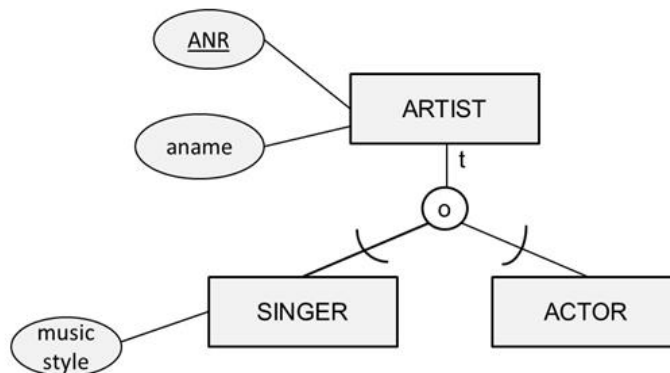 ANR
ARTIST
aname
t
o
SINGER
ACTOR
music
style